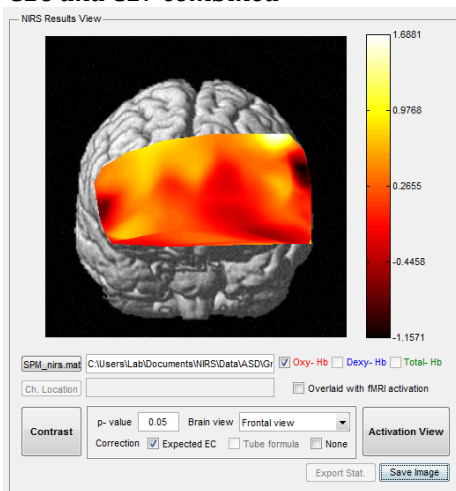 NIRS Results View
1.6881
0.9768
0.2655
-0.4458
-1.1571
SPM_nirs.mat C:\Users\Lab\Documents\NIRS\Data\ASD\Gr Oxy- Hb Dexy- Hb Total- Hb
Ch. Location Overlaid with fMRI activation
Contrast p- value 0.05 Brain view Frontal view Activation View
Correction Expected EC Tube formula None
Export Stat. Save Image